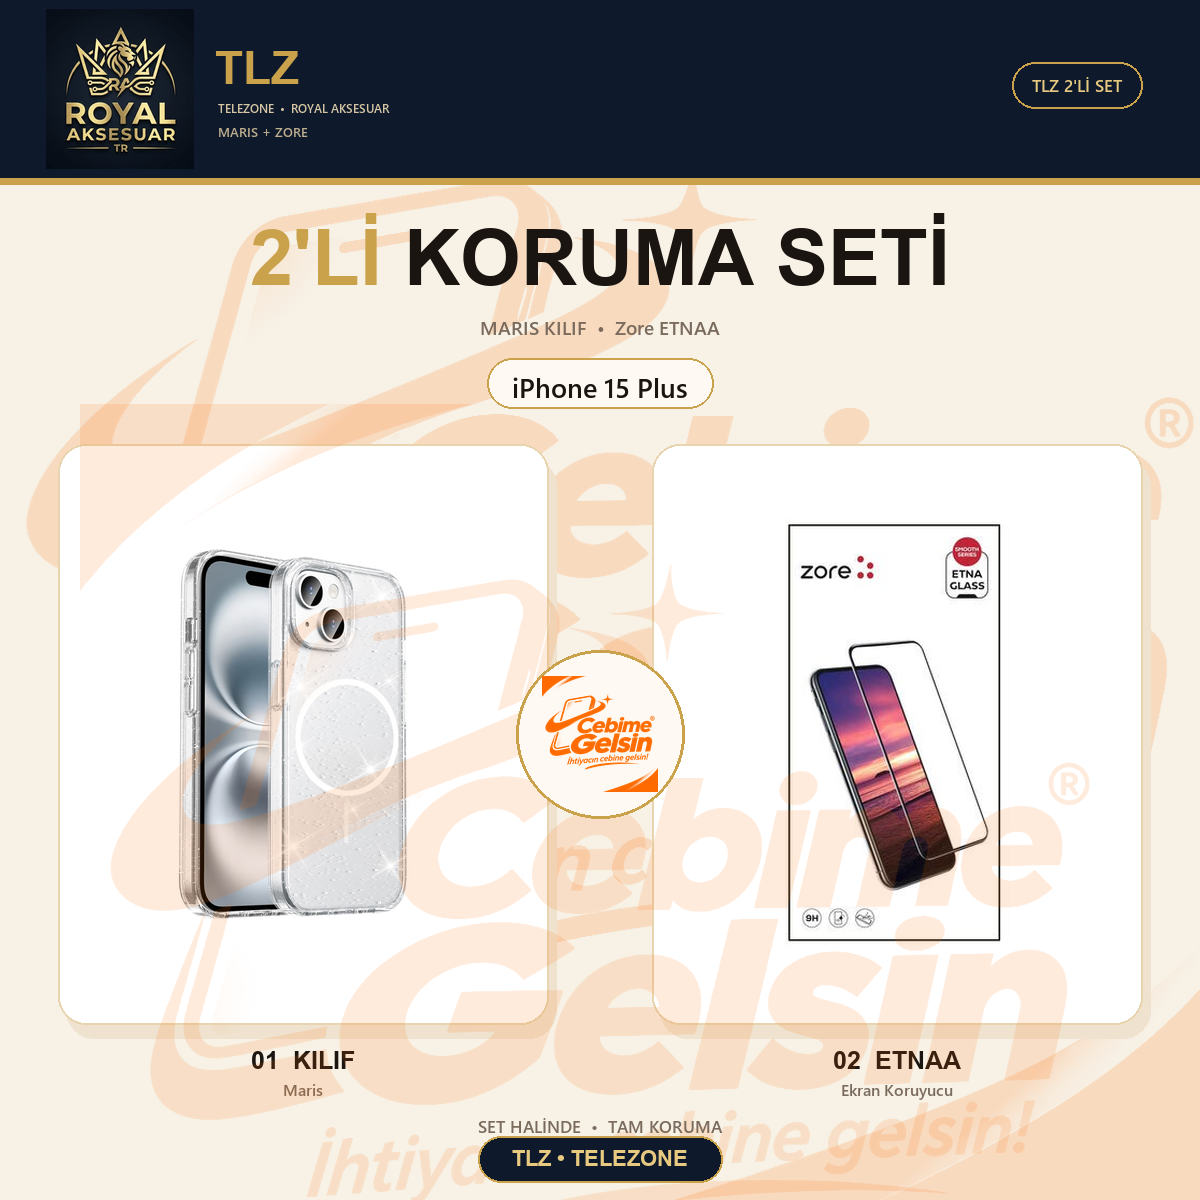 ROYAL
AKSESUAR
TR
TLZ
TELEZONE • ROYAL AKSESUAR
MARIS + ZORE
TLZ 2'Lİ SET
2'Lİ KORUMA SETİ
MARIS KILIF • Zore ETNAA
iPhone 15 Plus
zore
SMOOTH
SERIES
ETNA
GLASS
9H
Cebime®
Gelsin
İhtiyacın cebine gelsin!
Cebime®
Gelsin
01 KILIF
Maris
02 ETNAA
Ekran Koruyucu
SET HALİNDE • TAM KORUMA
TLZ • TELEZONE